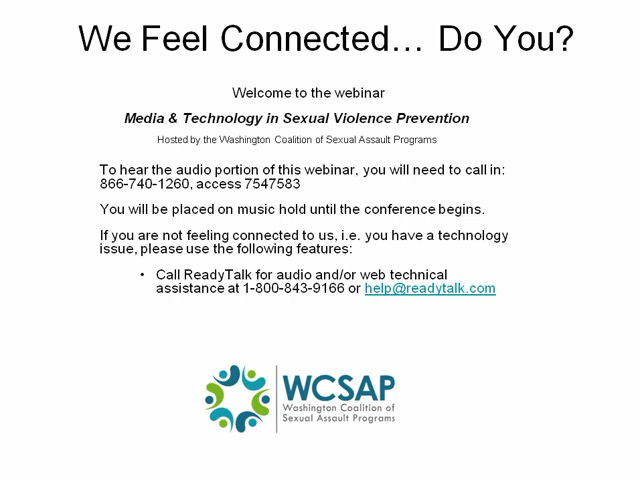 We Feel Connected… Do You?
Welcome to the webinar
Media & Technology in Sexual Violence Prevention
Hosted by the Washington Coalition of Sexual Assault Programs
To hear the audio portion of this webinar, you will need to call in:
866-740-1260, access 7547583
You will be placed on music hold until the conference begins.
If you are not feeling connected to us, i.e. you have a technology
issue, please use the following features:
• Call ReadyTalk for audio and/or web technical
assistance at 1-800-843-9166 or help@readytalk.com
WCSAP
Washington Coalition of
Sexual Assault Programs